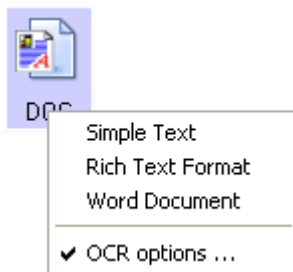 DOC
Simple Text
Rich Text Format
Word Document
OCR options ...